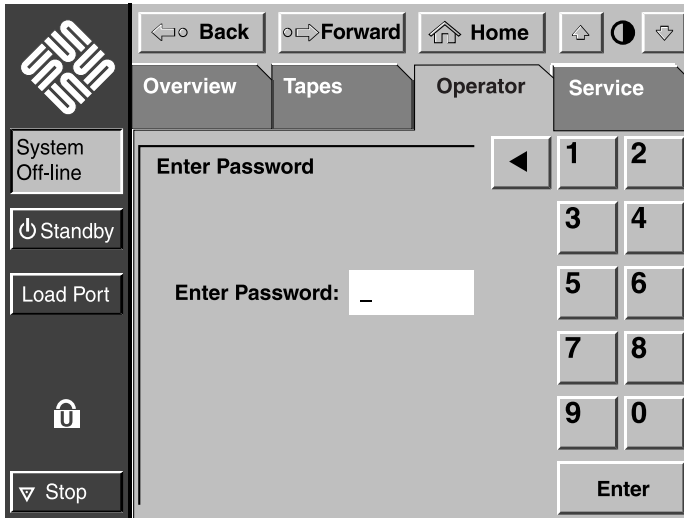 Back
Forward
Home
Overview
Tapes
Operator
Service
System
Off-line
Standby
Load Port
U
Stop
Enter Password
Enter Password: _
1 2
3 4
5 6
7 8
9 0
Enter